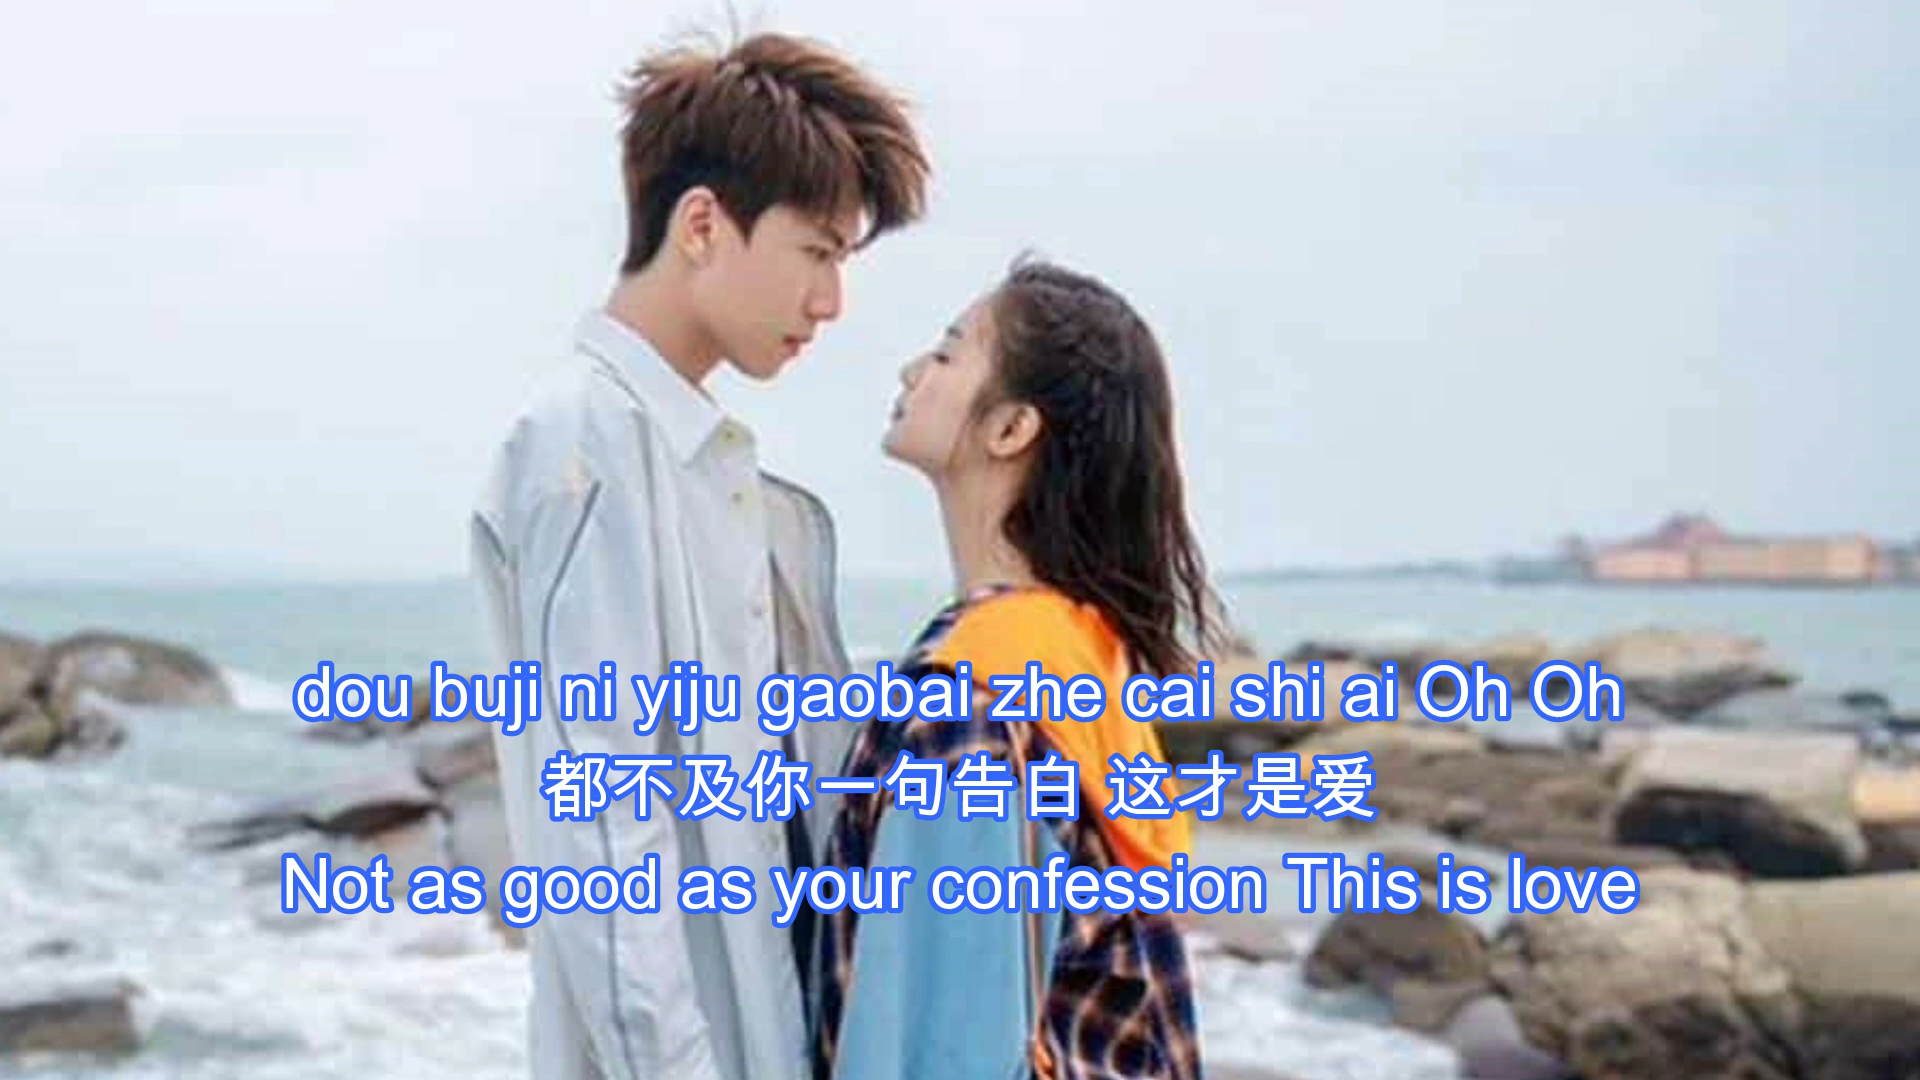 dou buji ni yiju gaobai zhe cai shi ai Oh Oh
都不及你一句告白 这才是爱
Not as good as your confession This is love